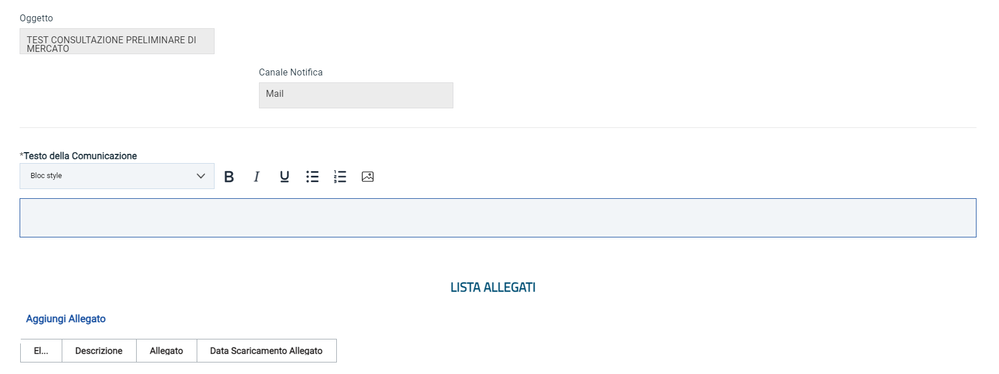 Oggetto
TEST CONSULTAZIONE PRELIMINARE DI
MERCATO
Canale Notifica
Mail
*Testo della Comunicazione
Bloc style
LISTA ALLEGATI
Aggiungi Allegato
El... Descrizione Allegato Data Scaricamento Allegato